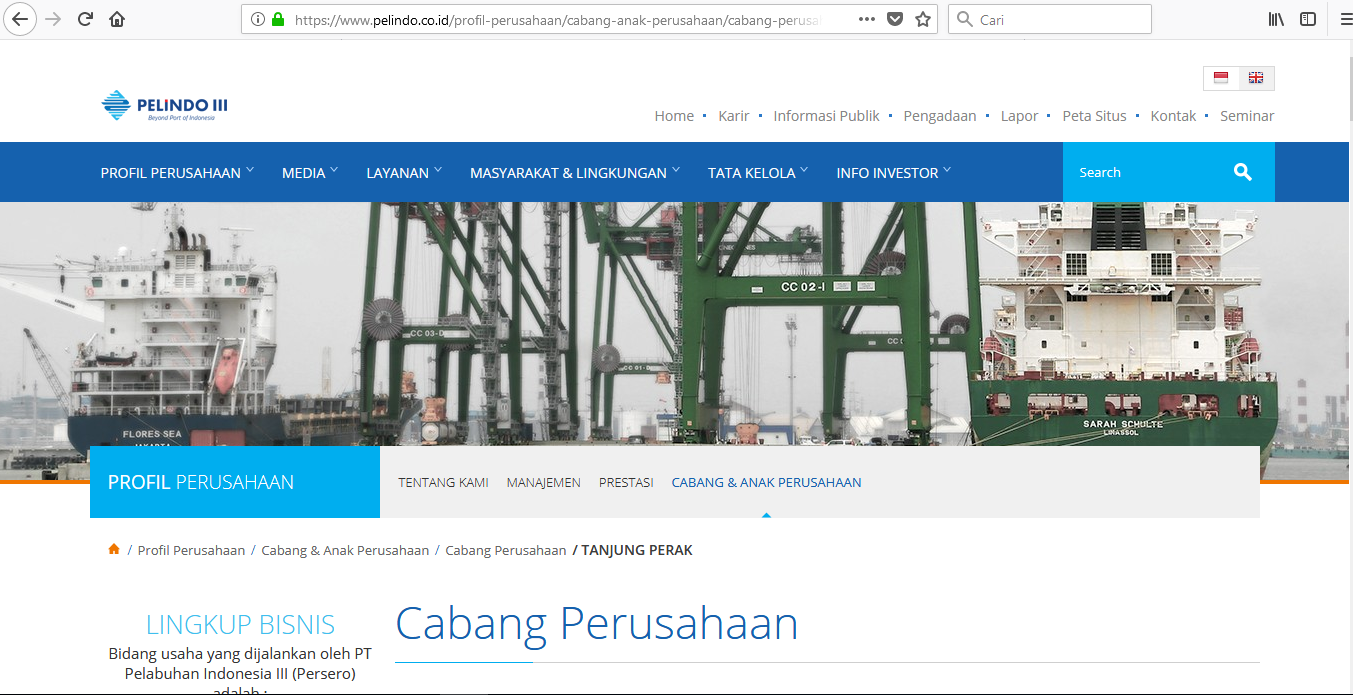 https://www.pelindo.co.id/profil-perusahaan/cabang-anak-perusahaan/cabang-perusa
Cari
PELINDO III
Beyond Port of Indonesia
Home • Karir • Informasi Publik • Pengadaan • Lapor • Peta Situs • Kontak • Seminar
PROFIL PERUSAHAAN MEDIA LAYANAN MASYARAKAT & LINGKUNGAN TATA KELOLA INFO INVESTOR Search
CC 02-I
CC 03-D
CC 01-D
FLORES SEA
JAKARTA
SARAH SCHULTE
LIMASSOL
PROFIL PERUSAHAAN
TENTANG KAMI MANAJEMEN PRESTASI CABANG & ANAK PERUSAHAAN
/ Profil Perusahaan / Cabang & Anak Perusahaan / Cabang Perusahaan / TANJUNG PERAK
LINGKUP BISNIS
Bidang usaha yang dijalankan oleh PT
Pelabuhan Indonesia III (Persero)
adalah :
Cabang Perusahaan